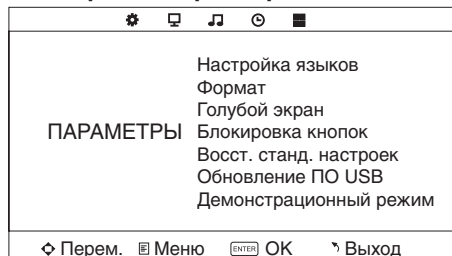 Настройка языков
Формат
Голубой экран
ПАРАМЕТРЫ Блокировка кнопок
Восст. станд. настроек
Обновление ПО USB
Демонстрационный режим
Перем. Меню ENTER OK Выход